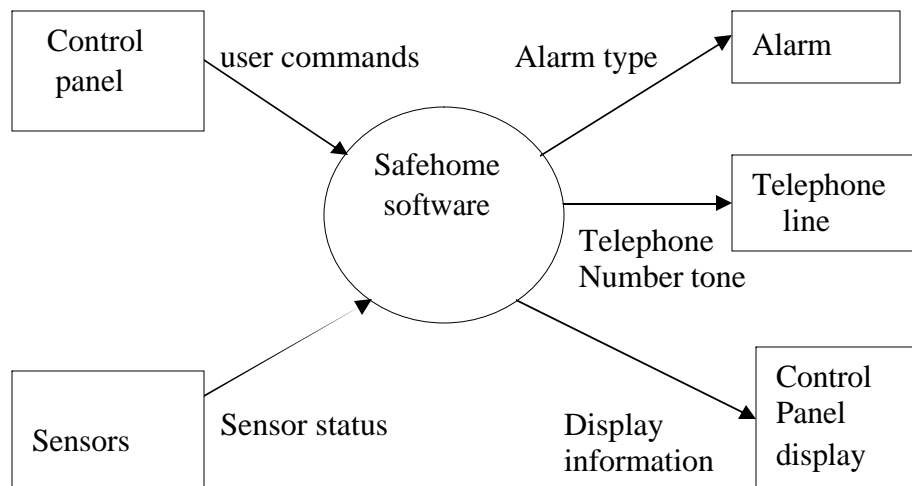 Control
panel
user commands
Alarm type
Alarm
Safehome
software
Telephone
line
Telephone
Number tone
Sensors
Sensor status
Display
information
Control
Panel
display